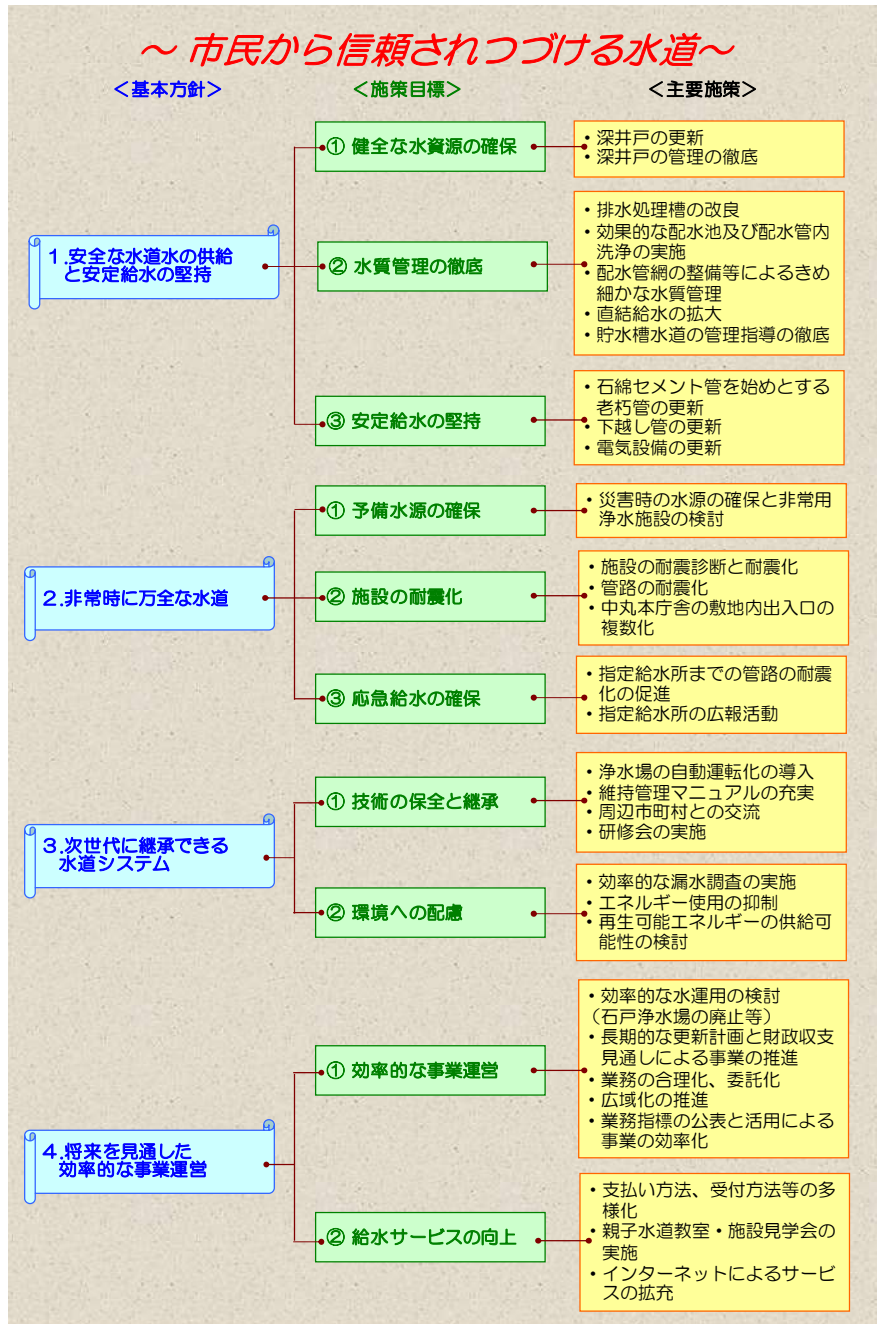 ～ 市民から信頼されつづける水道～
＜基本方針＞
＜施策目標＞
＜主要施策＞
1.安全な水道水の供給
と安定給水の堅持
① 健全な水資源の確保
・深井戸の更新
・深井戸の管理の徹底
② 水質管理の徹底
・排水処理槽の改良
・効果的な配水池及び配水管内
洗浄の実施
・配水管網の整備等によるきめ
細かな水質管理
・直結給水の拡大
・貯水槽水道の管理指導の徹底
③ 安定給水の堅持
・石綿セメント管を始めとする
老朽管の更新
・下越し管の更新
・電気設備の更新
2.非常時に万全な水道
① 予備水源の確保
・災害時の水源の確保と非常用
浄水施設の検討
② 施設の耐震化
・施設の耐震診断と耐震化
・管路の耐震化
・中丸本庁舎の敷地内出入口の
複数化
③ 応急給水の確保
・指定給水所までの管路の耐震
化の促進
・指定給水所の広報活動
3.次世代に継承できる
水道システム
① 技術の保全と継承
・浄水場の自動運転化の導入
・維持管理マニュアルの充実
・周辺市町村との交流
・研修会の実施
② 環境への配慮
・効率的な漏水調査の実施
・エネルギー使用の抑制
・再生可能エネルギーの供給可
能性の検討
4.将来を見通した
効率的な事業運営
① 効率的な事業運営
・効率的な水運用の検討
（石戸浄水場の廃止等）
・長期的な更新計画と財政収支
見通しによる事業の推進
・業務の合理化、委託化
・広域化の推進
・業務指標の公表と活用による
事業の効率化
② 給水サービスの向上
・支払い方法、受付方法等の多
様化
・親子水道教室・施設見学会の
実施
・インターネットによるサービ
スの拡充